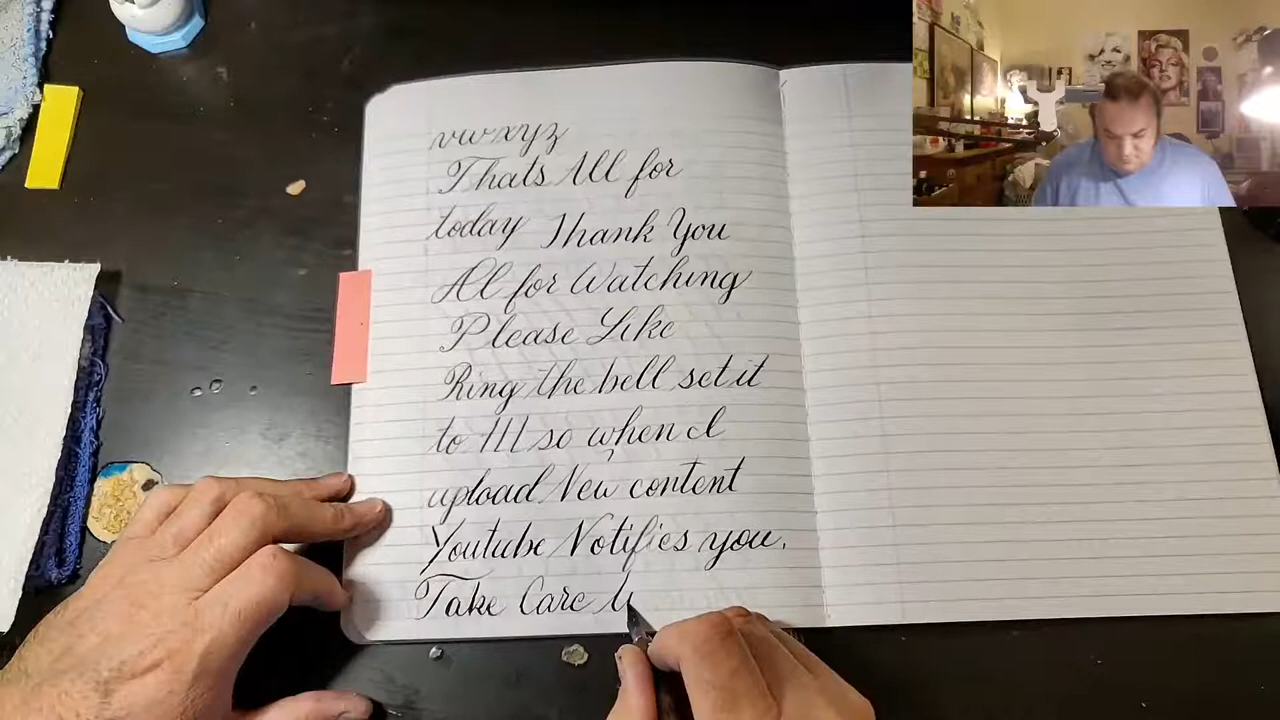 vwxyz
Thats All for
today Thank You
All for Watching
Please Like
Ring the bell set it
to All so when I
upload New content
Youtube Notifies you.
Take Care